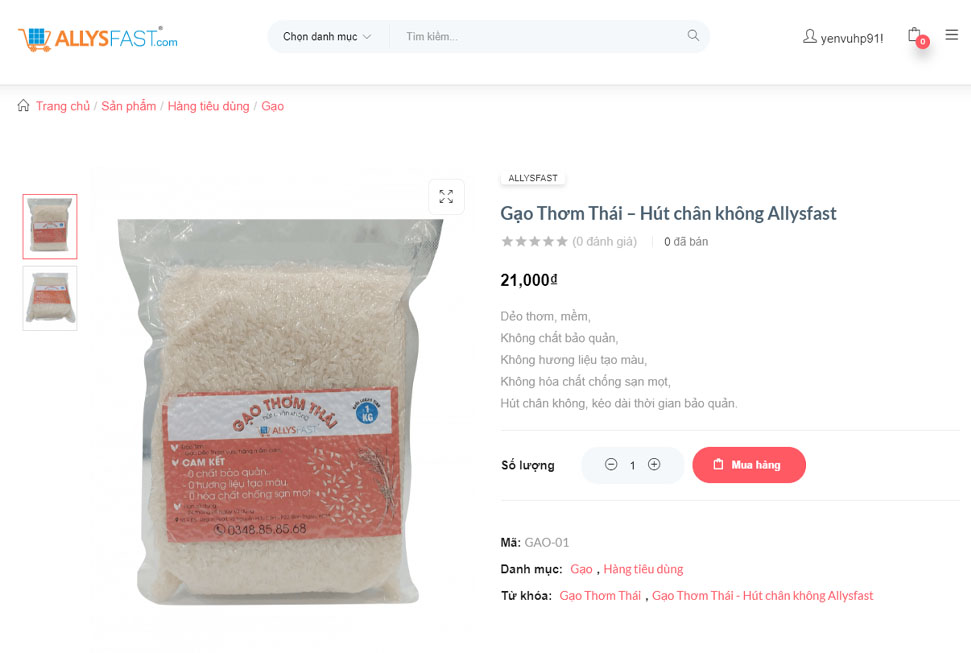 ALLYSFAST.com
Chọn danh mục
Tìm kiếm...
yenvuhp91!
0
Trang chủ / Sản phẩm / Hàng tiêu dùng / Gạo
ALLYSFAST
Gạo Thơm Thái – Hút chân không Allysfast
(0 đánh giá)
0 đã bán
21,000₫
Dẻo thơm, mềm,
Không chất bảo quản,
Không hương liệu tạo màu,
Không hóa chất chống sạn mọt,
Hút chân không, kéo dài thời gian bảo quản.
Số lượng
1
Mua hàng
Mã: GAO-01
Danh mục: Gạo , Hàng tiêu dùng
Từ khóa: Gạo Thơm Thái , Gạo Thơm Thái - Hút chân không Allysfast
GẠO THƠM THÁI
ALLYSFAST
1
KG
CAM KẾT
- 0 chất bảo quản.
- 0 hương liệu tạo màu.
- 0 hóa chất chống sạn mọt
0348.85.85.68